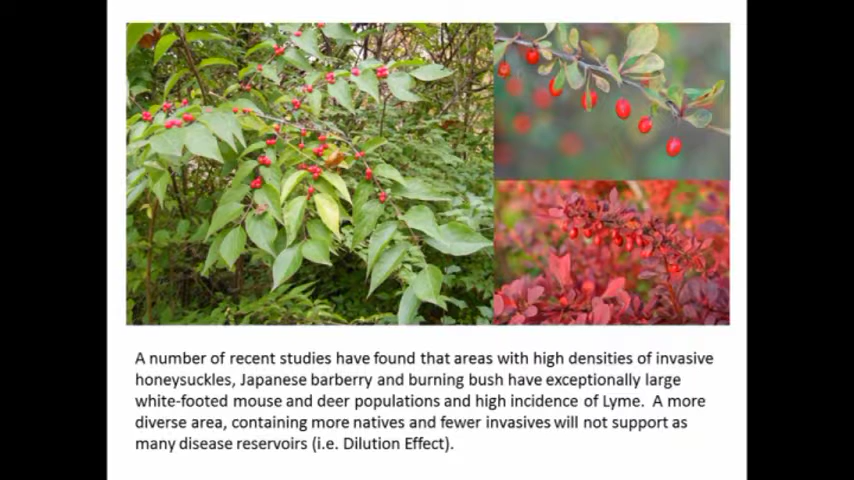 A number of recent studies have found that areas with high densities of invasive
honeysuckles, Japanese barberry and burning bush have exceptionally large
white-footed mouse and deer populations and high incidence of Lyme.  A more
diverse area, containing more natives and fewer invasives will not support as
many disease reservoirs (i.e. Dilution Effect).